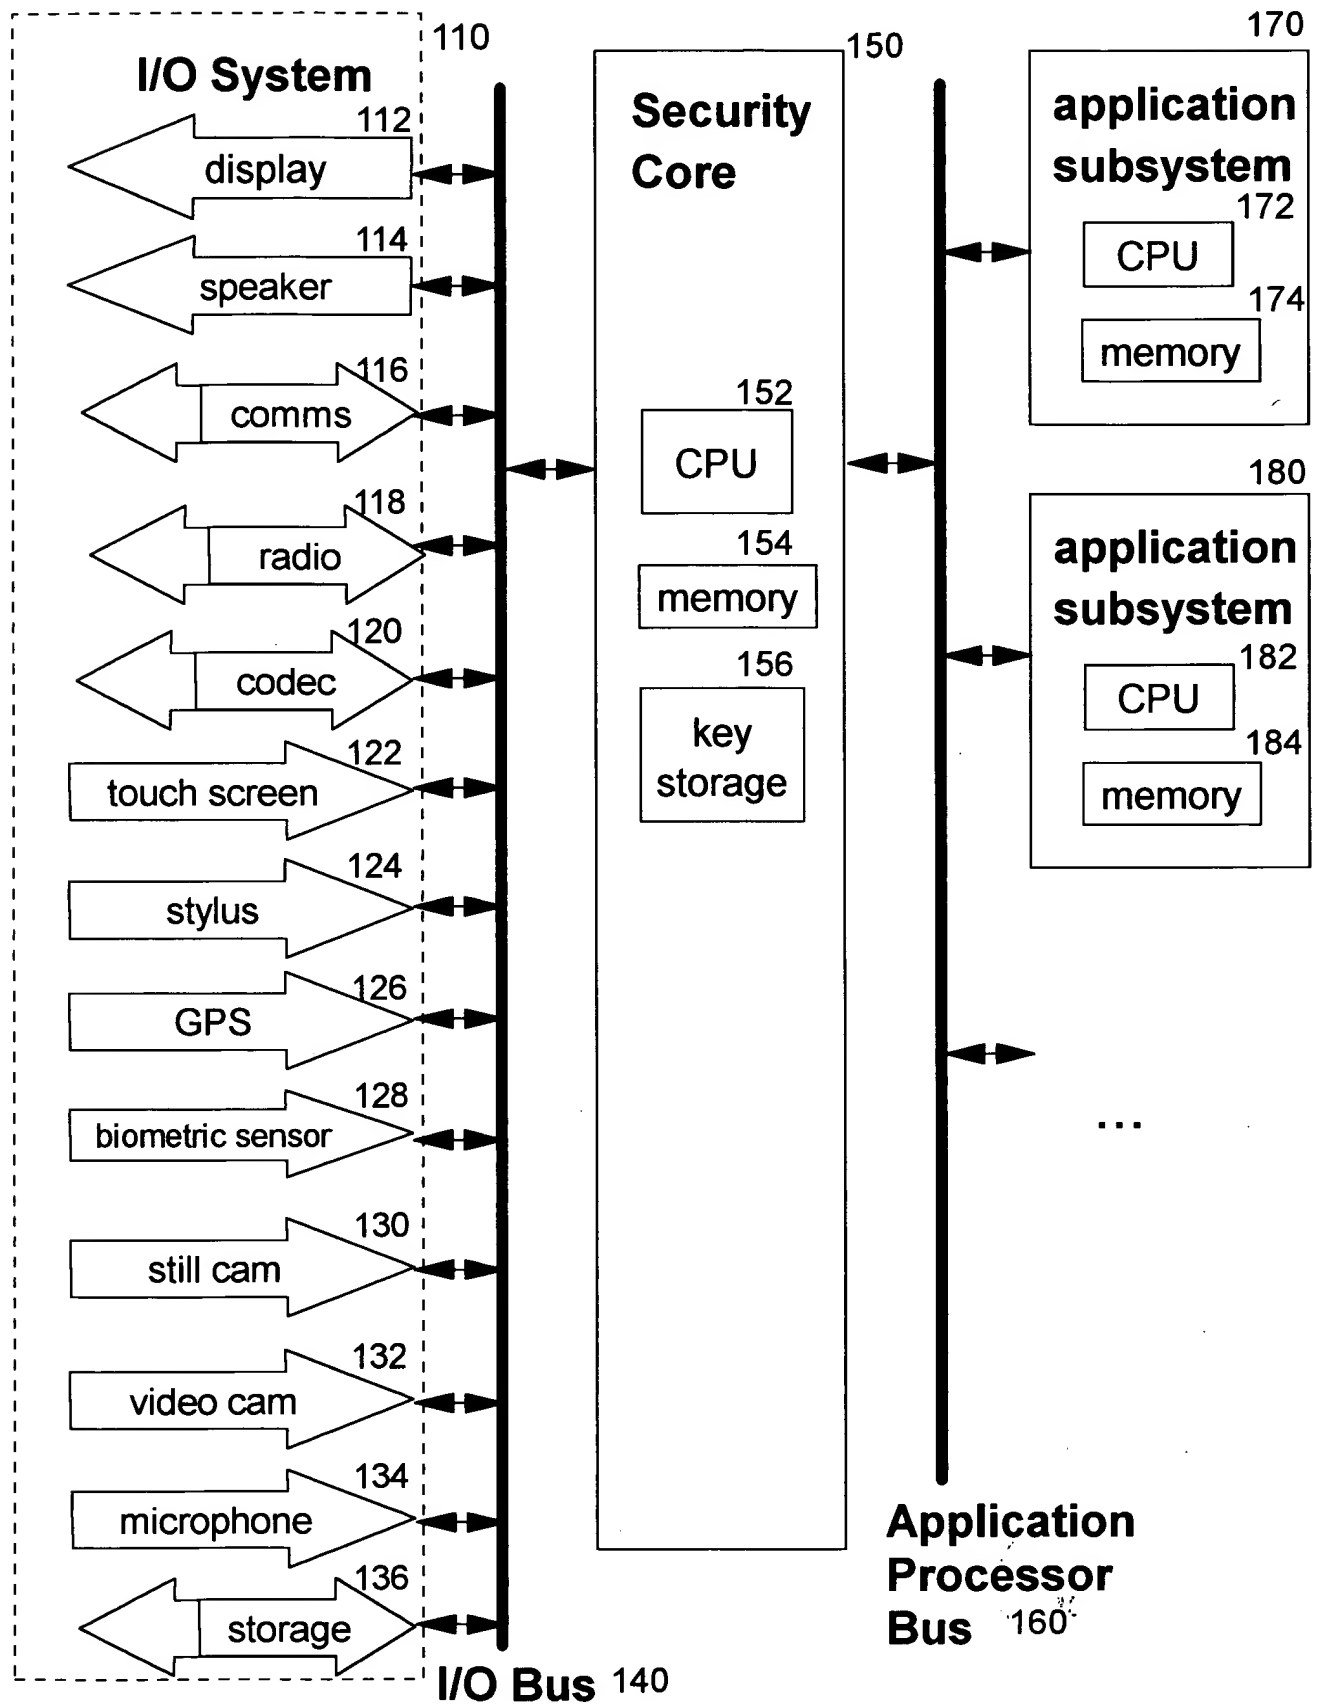 110
I/O System
112
display
114
speaker
116
comms
118
radio
120
codec
122
touch screen
124
stylus
126
GPS
128
biometric sensor
130
still cam
132
video cam
134
microphone
136
storage
I/O Bus 140
150
Security
Core
152
CPU
154
memory
156
key
storage
Application
Processor
Bus 160
170
application
subsystem
172
CPU
174
memory
180
application
subsystem
182
CPU
184
memory
...